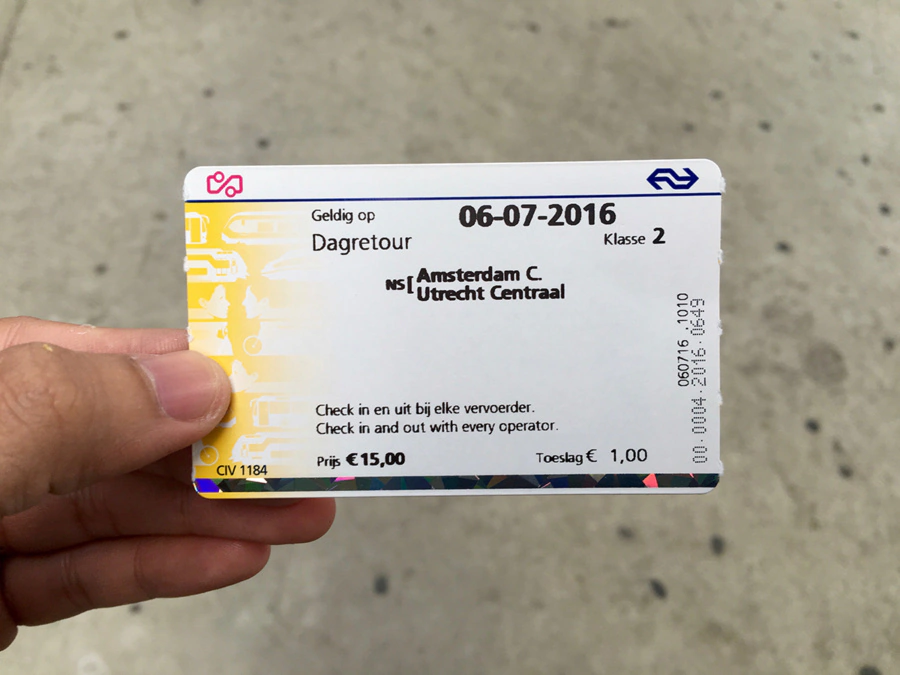 Geldig op 06-07-2016
Dagretour Klasse 2
NS [ Amsterdam C.
Utrecht Centraal
Check in en uit bij elke vervoerder.
Check in and out with every operator.
Prijs €15,00 Toeslag € 1,00
CIV 1184
060716 .1010
00·0004·2016·0649